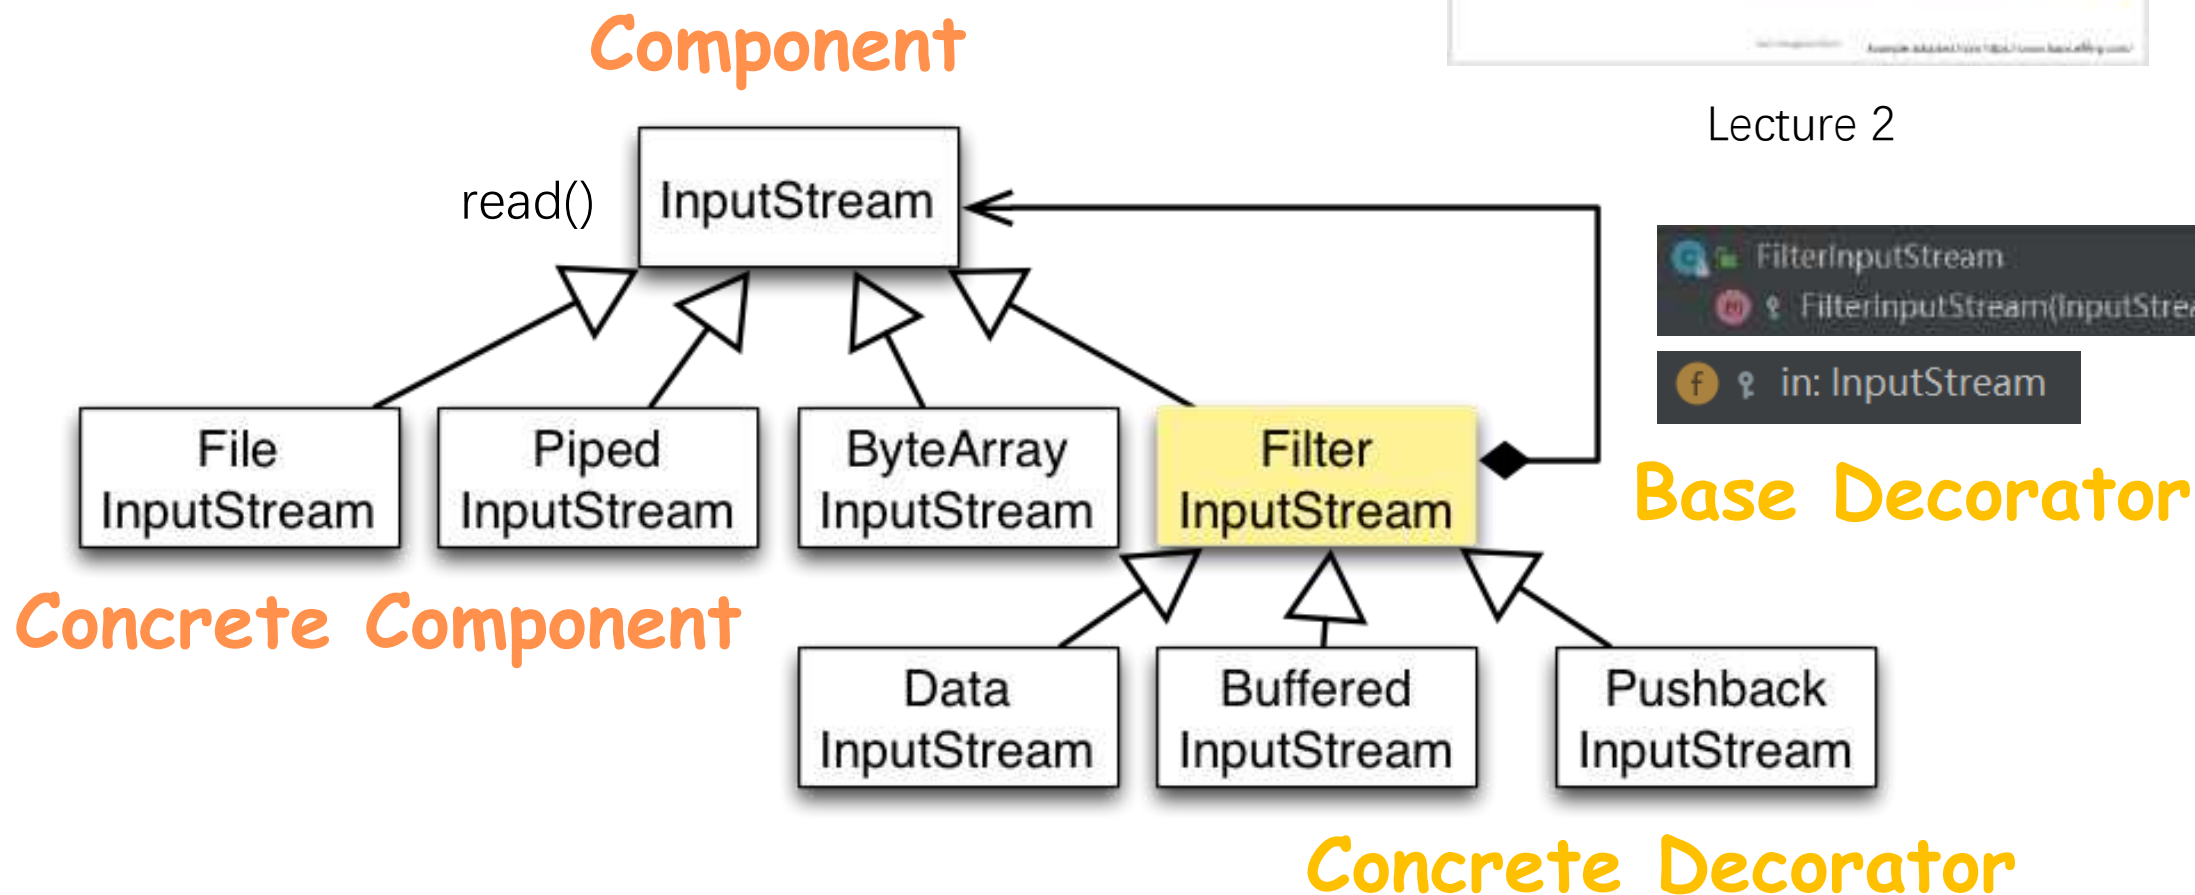 Component
Lecture 2
read()
InputStream
FilterInputStream
FilterInputStream(InputStrea
in: InputStream
File
InputStream
Piped
InputStream
ByteArray
InputStream
Filter
InputStream
Base Decorator
Concrete Component
Data
InputStream
Buffered
InputStream
Pushback
InputStream
Concrete Decorator